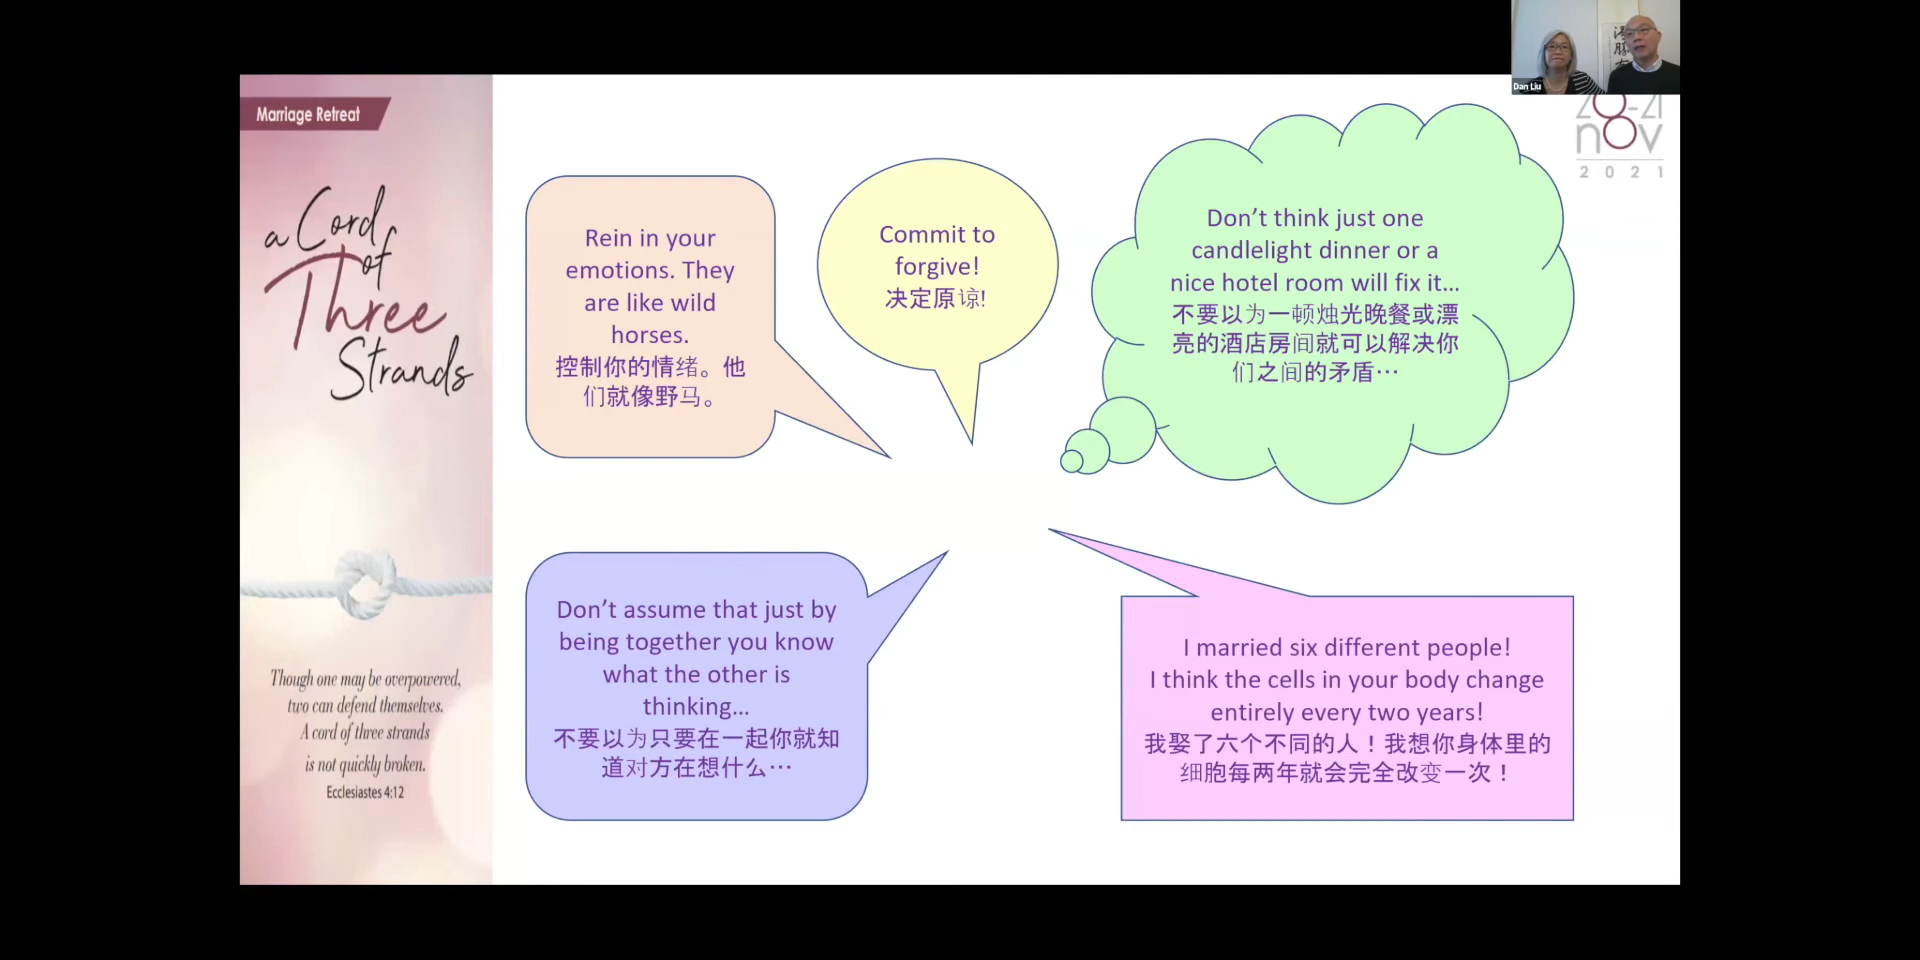 Marriage Retreat
a Cord
of
Three
Strands
Though one may be overpowered,
two can defend themselves.
A cord of three strands
is not quickly broken.
Ecclesiastes 4:12
Rein in your
emotions. They
are like wild
horses.
控制你的情绪。他
们就像野马。
Commit to
forgive!
决定原谅!
Don’t think just one
candlelight dinner or a
nice hotel room will fix it…
不要以为一顿烛光晚餐或漂
亮的酒店房间就可以解决你
们之间的矛盾…
Dan Liu
20-21
nov
2021
Don’t assume that just by
being together you know
what the other is
thinking…
不要以为只要在一起你就知
道对方在想什么…
I married six different people!
I think the cells in your body change
entirely every two years!
我娶了六个不同的人！我想你身体里的
细胞每两年就会完全改变一次！